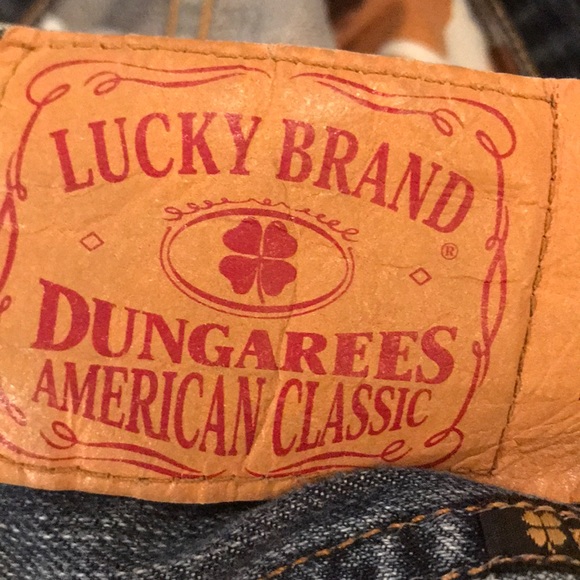 LUCKY BRAND
®
DUNGAREES
AMERICAN CLASSIC